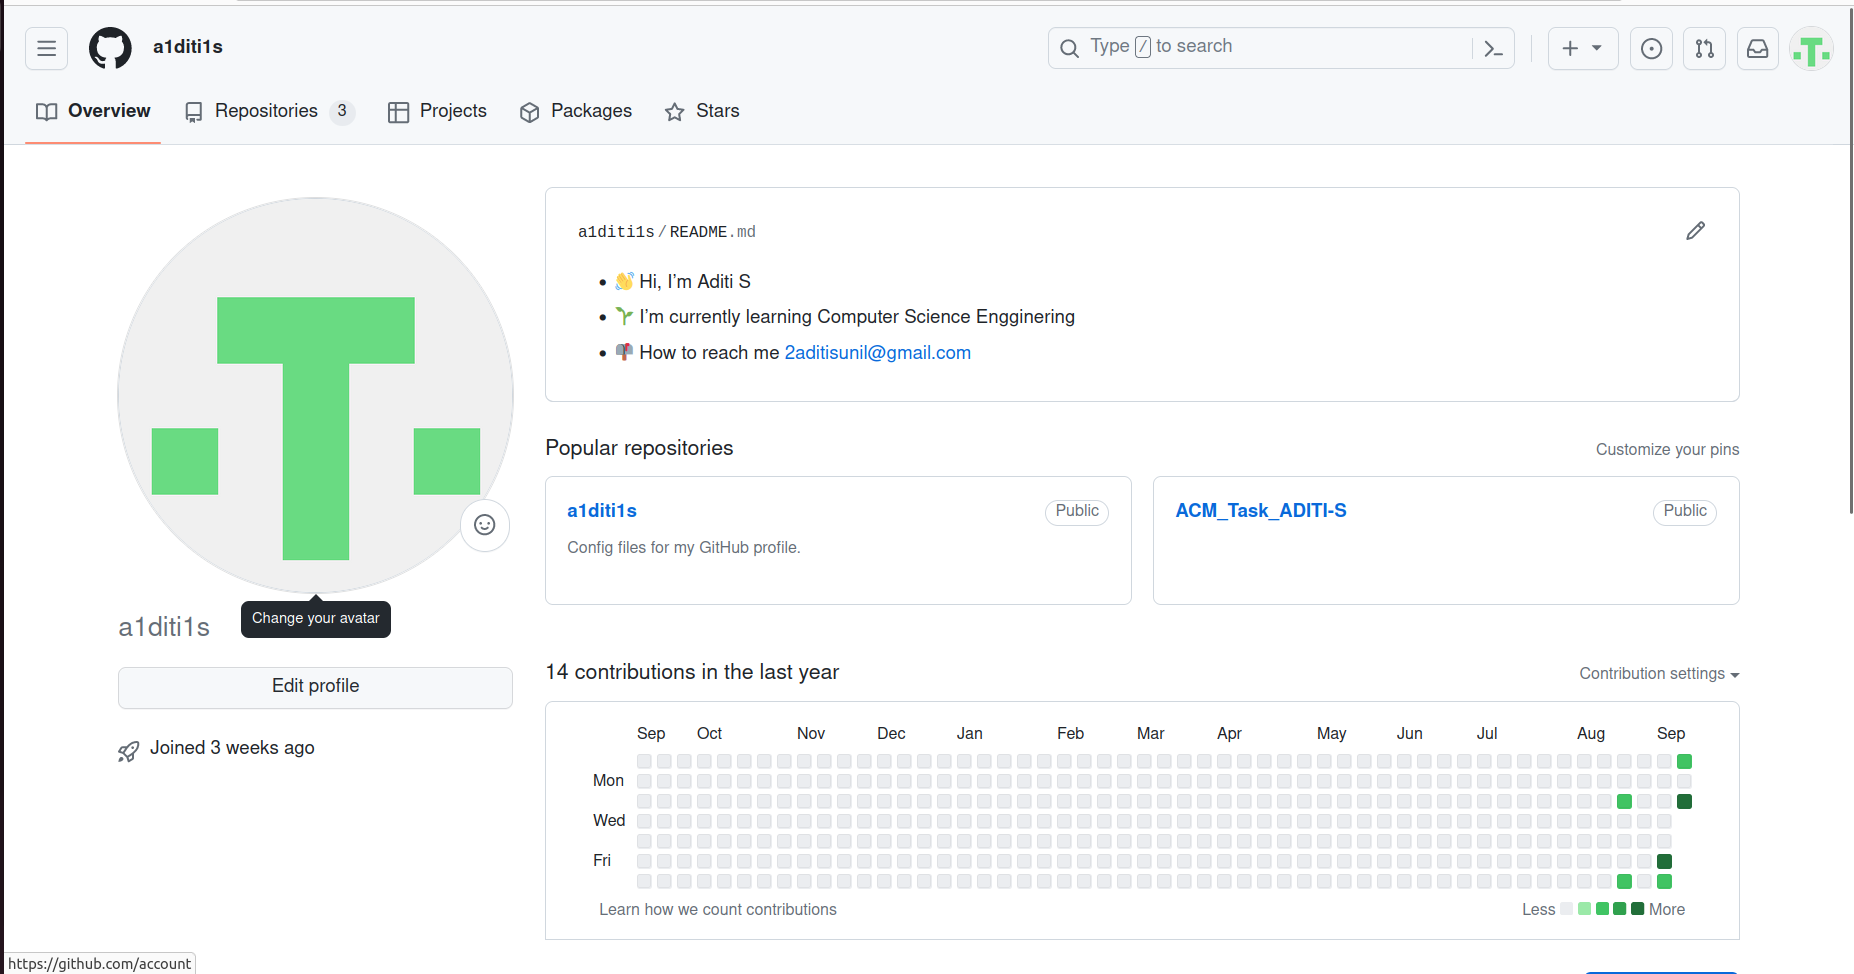 a1diti1s
Type / to search
Overview
Repositories 3
Projects
Packages
Stars
a1diti1s/README.md
👋 Hi, I’m Aditi S
🌱 I’m currently learning Computer Science Engginering
📫 How to reach me 2aditisunil@gmail.com
Popular repositories
Customize your pins
a1diti1s
Public
Config files for my GitHub profile.
ACM_Task_ADITI-S
Public
Change your avatar
a1diti1s
Edit profile
Joined 3 weeks ago
14 contributions in the last year
Contribution settings
Sep Oct Nov Dec Jan Feb Mar Apr May Jun Jul Aug Sep
Mon
Wed
Fri
Learn how we count contributions
Less More
https://github.com/account